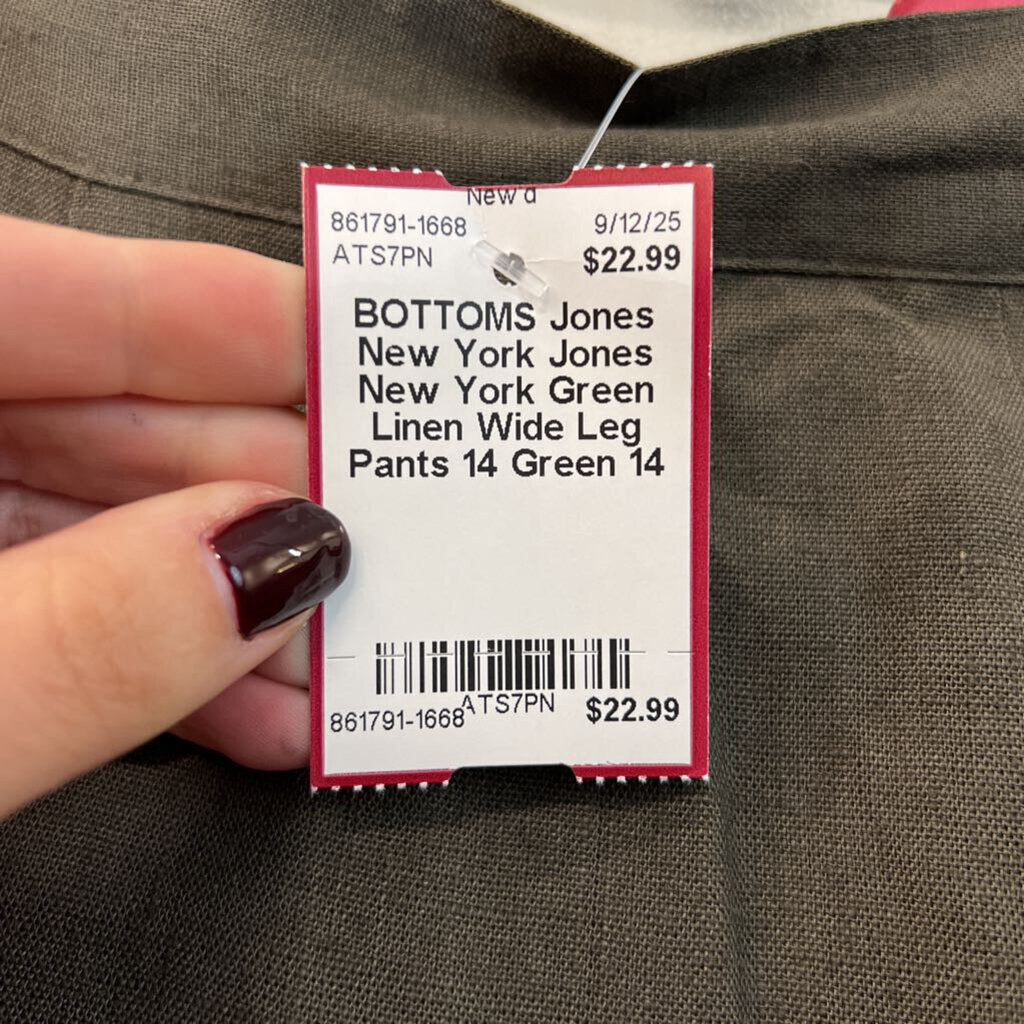 New
861791-1668 9/12/25
ATS7PN $22.99
BOTTOMS Jones
New York Jones
New York Green
Linen Wide Leg
Pants 14 Green 14
861791-1668 ATS7PN $22.99